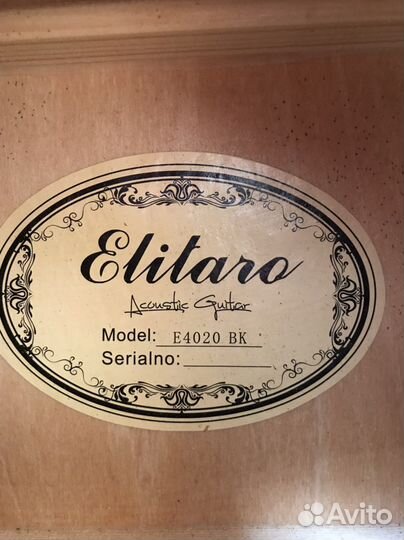 Elitaro
Acoustic Guitar
Model: E4020 BK
Serialno:
Avito